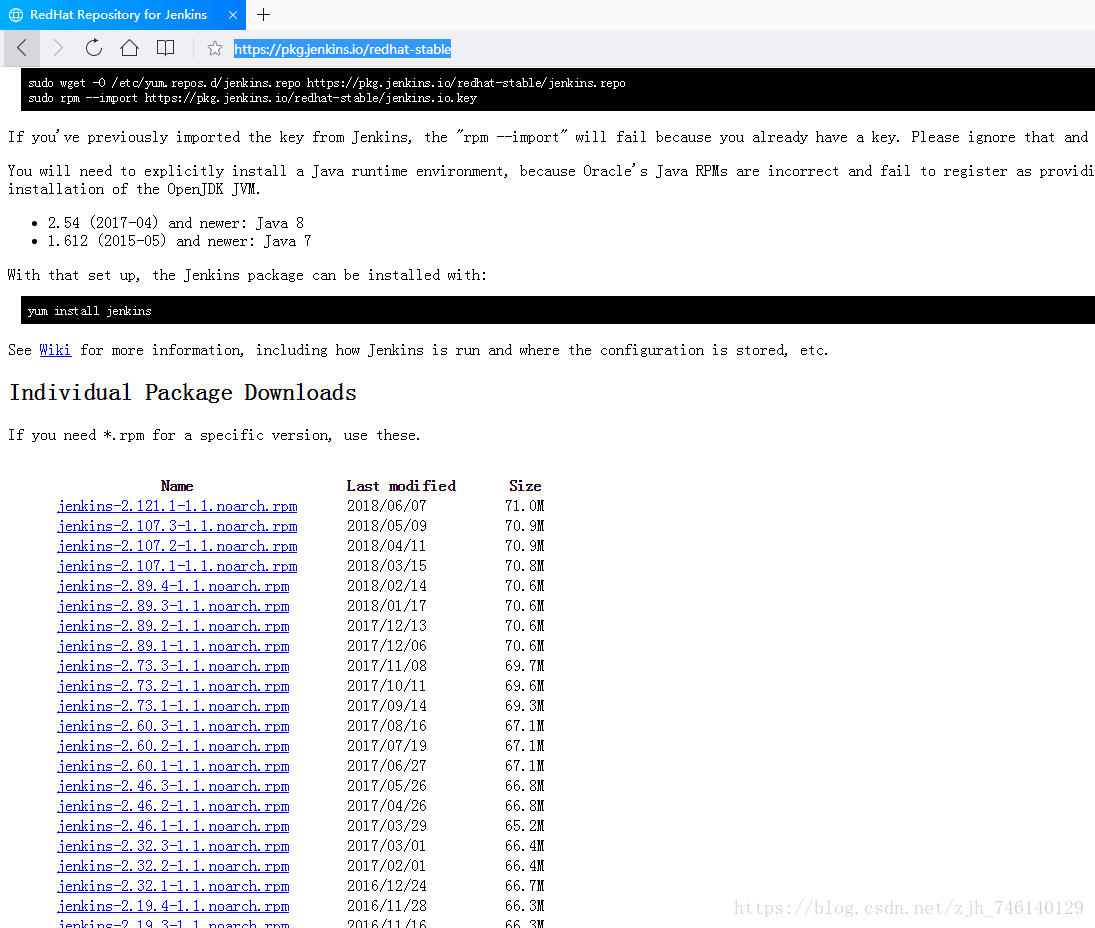 RedHat Repository for Jenkins
https://pkg.jenkins.io/redhat-stable
sudo wget -O /etc/yum.repos.d/jenkins.repo https://pkg.jenkins.io/redhat-stable/jenkins.repo
sudo rpm --import https://pkg.jenkins.io/redhat-stable/jenkins.io.key
If you've previously imported the key from Jenkins, the "rpm --import" will fail because you already have a key. Please ignore that and
You will need to explicitly install a Java runtime environment, because Oracle's Java RPMs are incorrect and fail to register as providi
installation of the OpenJDK JVM.
• 2.54 (2017-04) and newer: Java 8
• 1.612 (2015-05) and newer: Java 7
With that set up, the Jenkins package can be installed with:
yum install jenkins
See Wiki for more information, including how Jenkins is run and where the configuration is stored, etc.
Individual Package Downloads
If you need *.rpm for a specific version, use these.
Name Last modified Size
jenkins-2.121.1-1.1.noarch.rpm 2018/06/07 71.0M
jenkins-2.107.3-1.1.noarch.rpm 2018/05/09 70.9M
jenkins-2.107.2-1.1.noarch.rpm 2018/04/11 70.9M
jenkins-2.107.1-1.1.noarch.rpm 2018/03/15 70.8M
jenkins-2.89.4-1.1.noarch.rpm 2018/02/14 70.6M
jenkins-2.89.3-1.1.noarch.rpm 2018/01/17 70.6M
jenkins-2.89.2-1.1.noarch.rpm 2017/12/13 70.6M
jenkins-2.89.1-1.1.noarch.rpm 2017/12/06 70.6M
jenkins-2.73.3-1.1.noarch.rpm 2017/11/08 69.7M
jenkins-2.73.2-1.1.noarch.rpm 2017/10/11 69.6M
jenkins-2.73.1-1.1.noarch.rpm 2017/09/14 69.3M
jenkins-2.60.3-1.1.noarch.rpm 2017/08/16 67.1M
jenkins-2.60.2-1.1.noarch.rpm 2017/07/19 67.1M
jenkins-2.60.1-1.1.noarch.rpm 2017/06/27 67.1M
jenkins-2.46.3-1.1.noarch.rpm 2017/05/26 66.8M
jenkins-2.46.2-1.1.noarch.rpm 2017/04/26 66.8M
jenkins-2.46.1-1.1.noarch.rpm 2017/03/29 65.2M
jenkins-2.32.3-1.1.noarch.rpm 2017/03/01 66.4M
jenkins-2.32.2-1.1.noarch.rpm 2017/02/01 66.4M
jenkins-2.32.1-1.1.noarch.rpm 2016/12/24 66.7M
jenkins-2.19.4-1.1.noarch.rpm 2016/11/28 66.3M
jenkins-2.19.3-1.1.noarch.rpm 2016/11/16 66.3M
https://blog.csdn.net/zjh_746140129